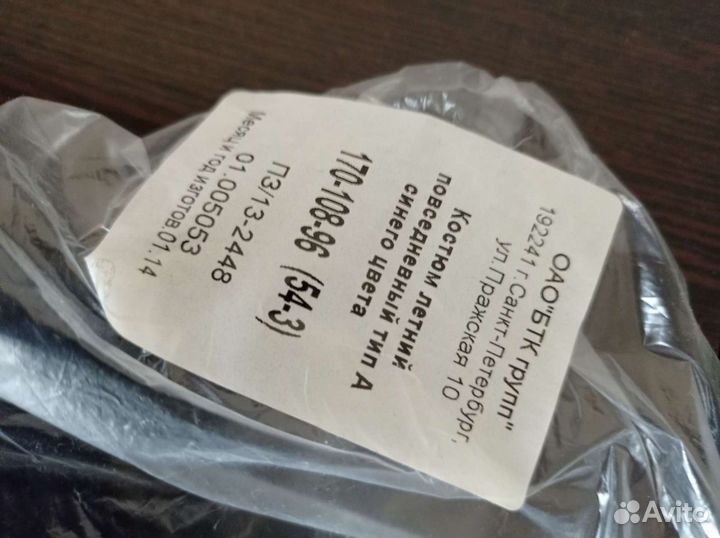 ОАО"БТК групп"
192241 г.Санкт-Петербург,
ул.Пражская 10
Костюм летний
повседневный тип А
синего цвета
170-108-96 (54-3)
ПЗ/13-2448
01.005053
Месяц и год изготов.01.14
Avito